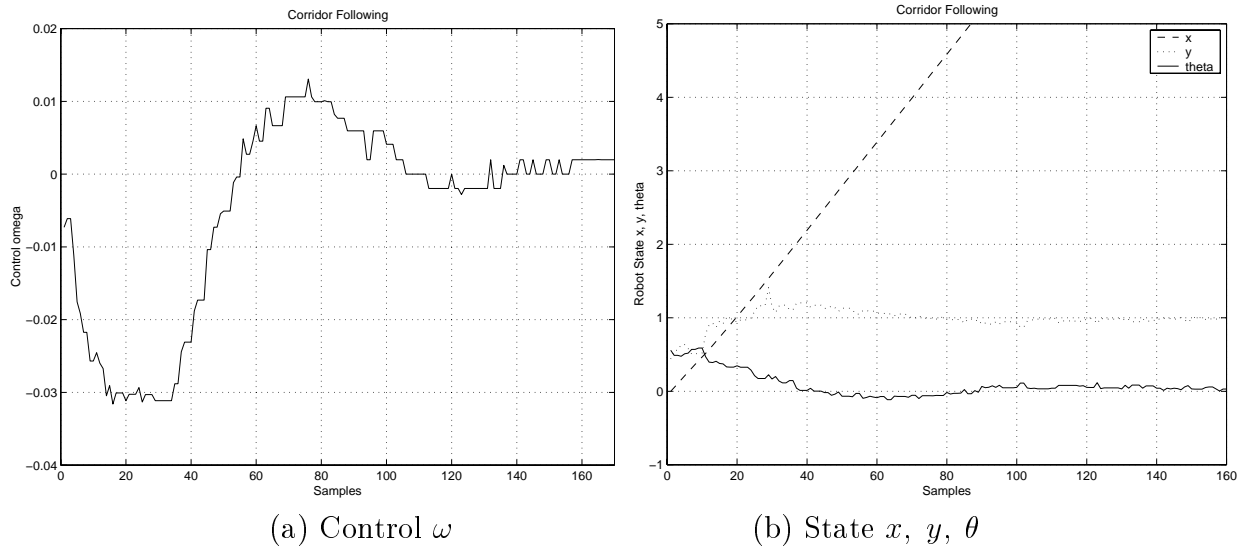 Corridor Following
0.02
0.01
0
−0.01
−0.02
−0.03
−0.04
Control omega
0 20 40 60 80 100 120 140 160
Samples
(a) Control ω
Corridor Following
5
4
3
2
1
0
−1
Robot State x, y, theta
x
y
theta
0 20 40 60 80 100 120 140 160
Samples
(b) State x, y, θ